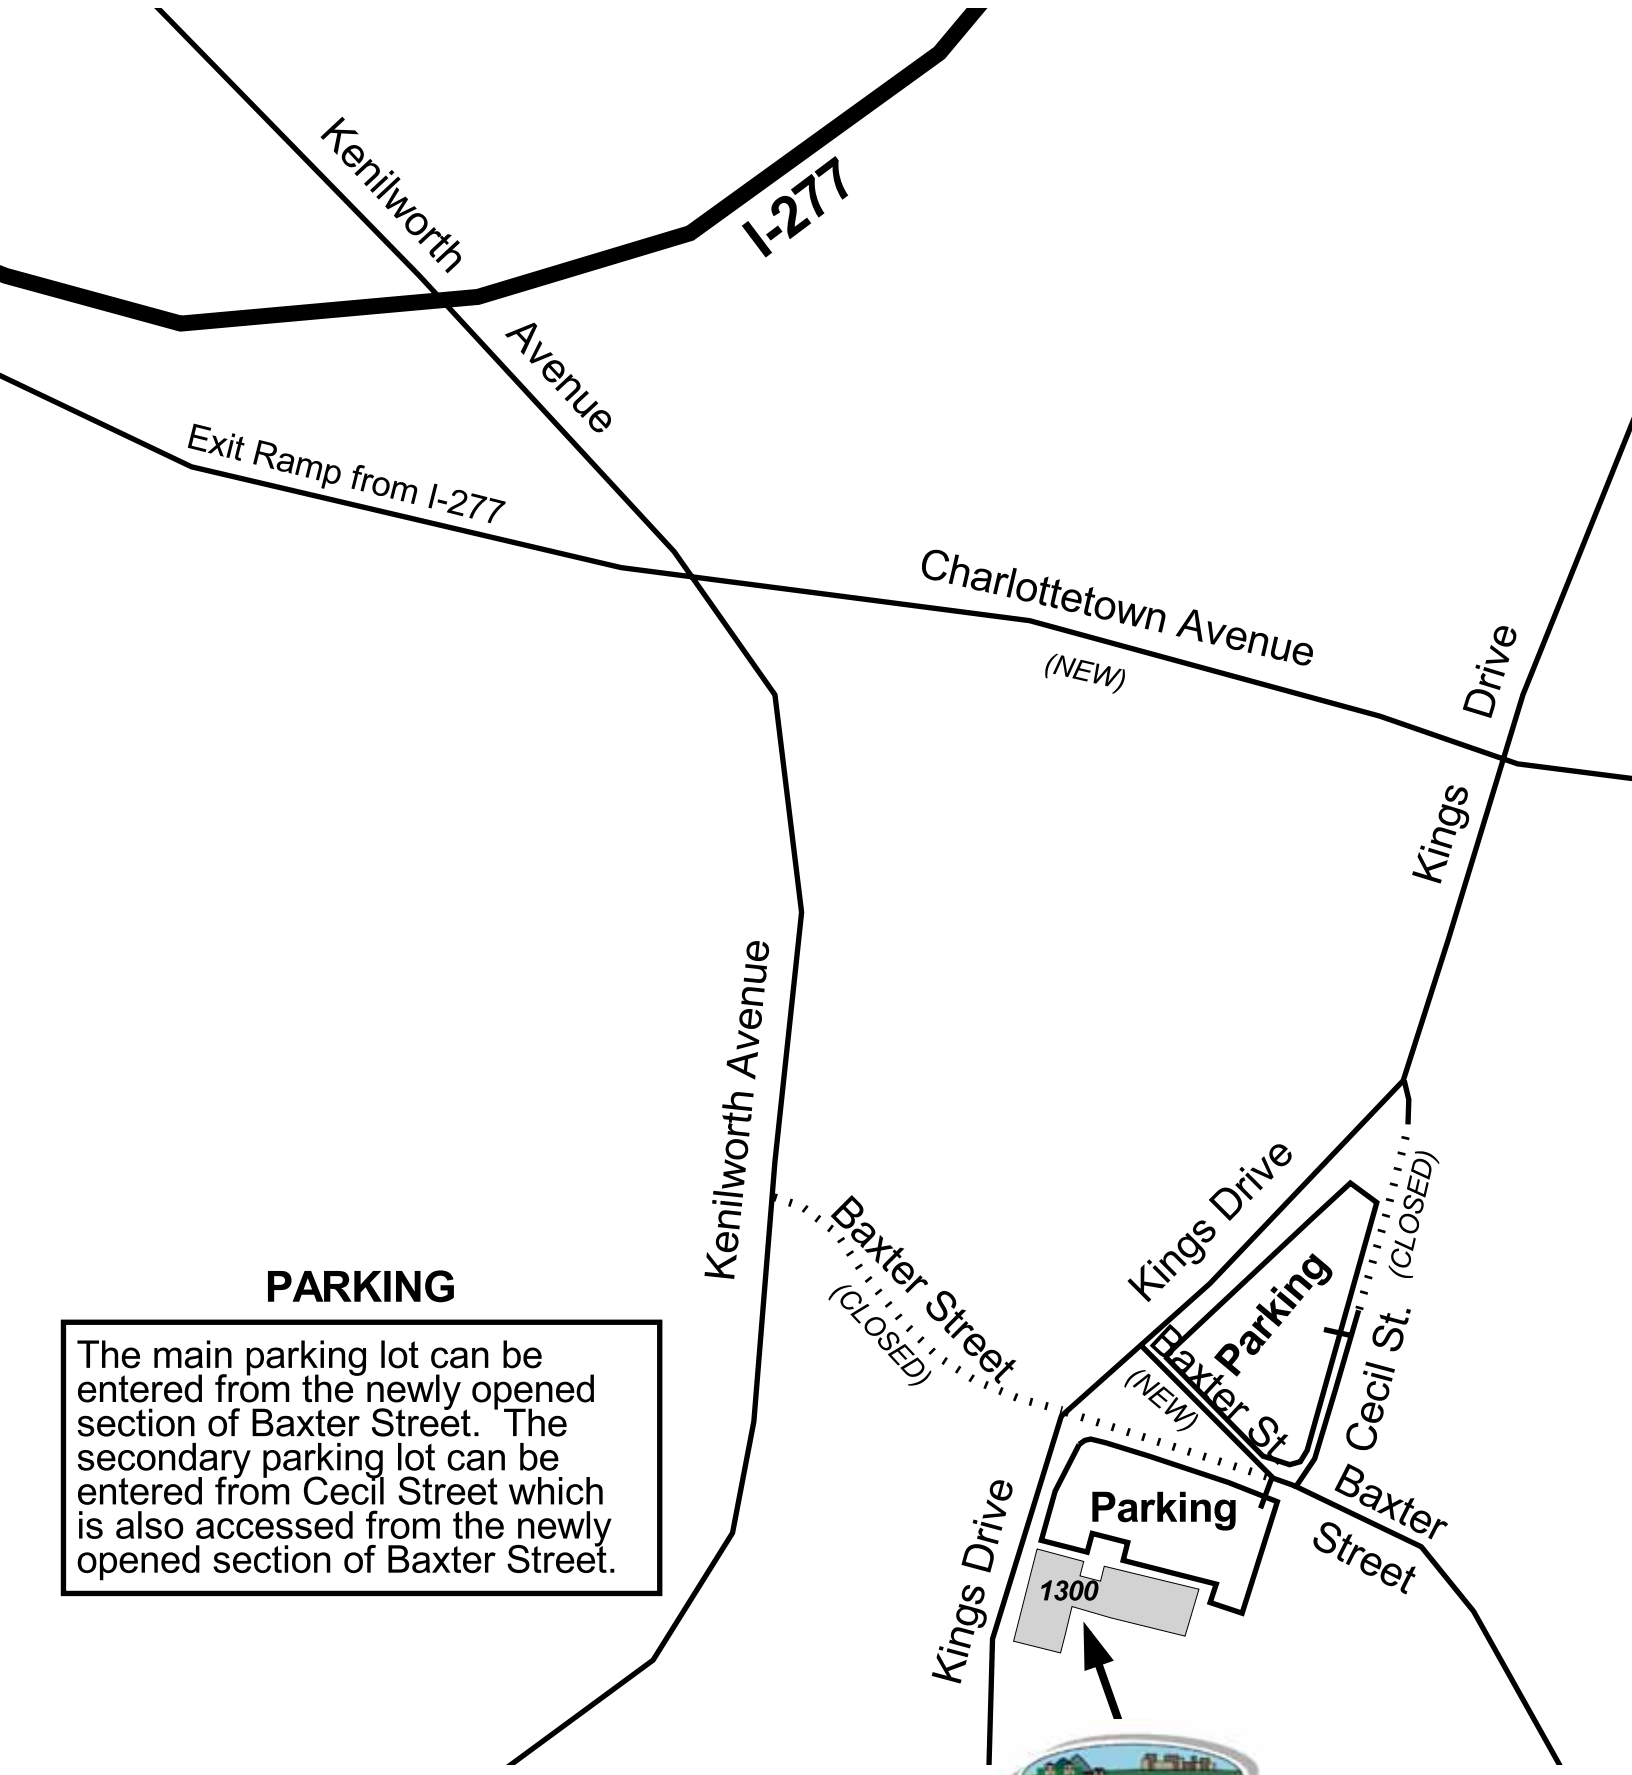 Kenilworth
I-277
Avenue
Exit Ramp from I-277
Charlottetown Avenue
(NEW)
Drive
Kings
Kenilworth Avenue
Kings Drive
(CLOSED)
Baxter Street
(CLOSED)
Parking
Baxter St
(NEW)
Cecil St.
PARKING
The main parking lot can be
entered from the newly opened
section of Baxter Street.  The
secondary parking lot can be
entered from Cecil Street which
is also accessed from the newly
opened section of Baxter Street.
Baxter
Street
Parking
Kings Drive
1300